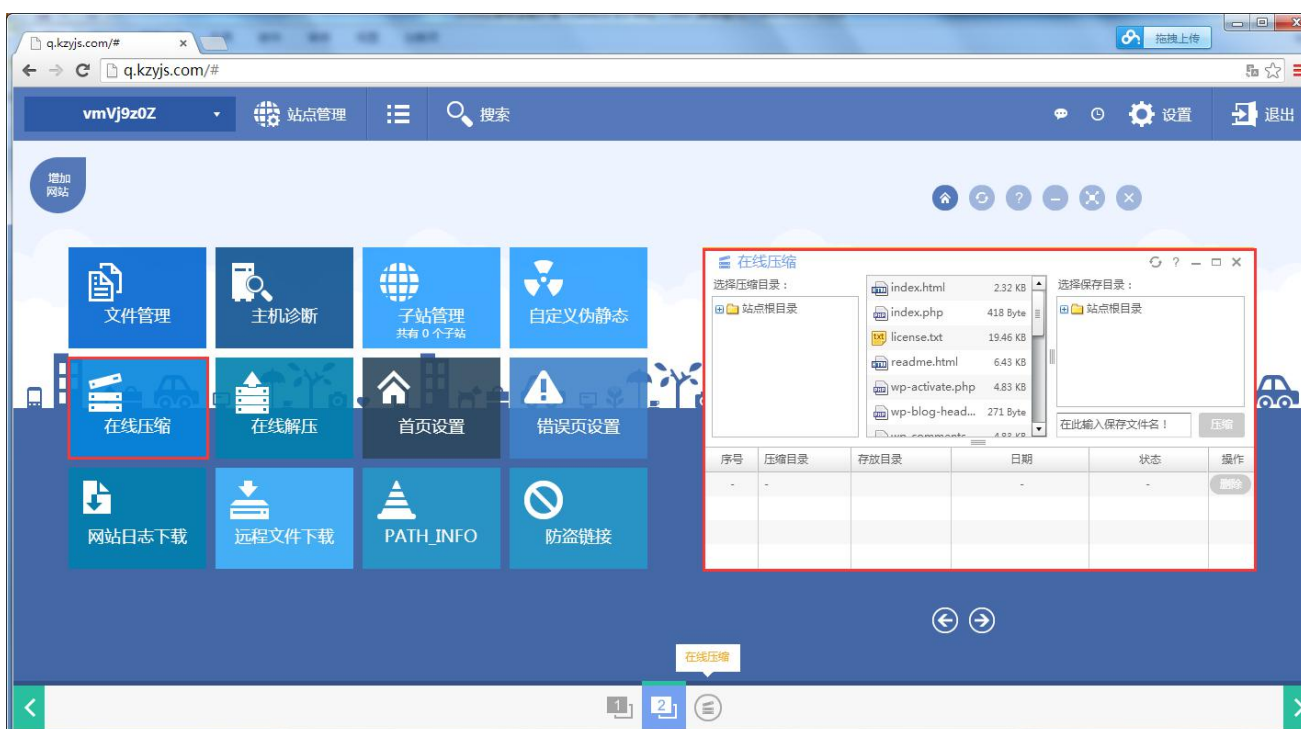 q.kzyjs.com/#
拖拽上传
q.kzyjs.com/#
vmVj9z0Z 站点管理 搜索 设置 退出
增加
网站
文件管理 主机诊断 子站管理 自定义伪静态
共有 0 个子站
在线压缩 在线解压 首页设置 错误页设置
网站日志下载 远程文件下载 PATH_INFO 防盗链接
在线压缩
选择压缩目录：
站点根目录
index.html 2.32 KB
index.php 418 Byte
license.txt 19.46 KB
readme.html 6.43 KB
wp-activate.php 4.83 KB
wp-blog-head... 271 Byte
wp-comments 4.83 KB
选择保存目录：
站点根目录
在此输入保存文件名！ 压缩
序号 压缩目录 存放目录 日期 状态 操作
- - - - 删除
在线压缩
1 2